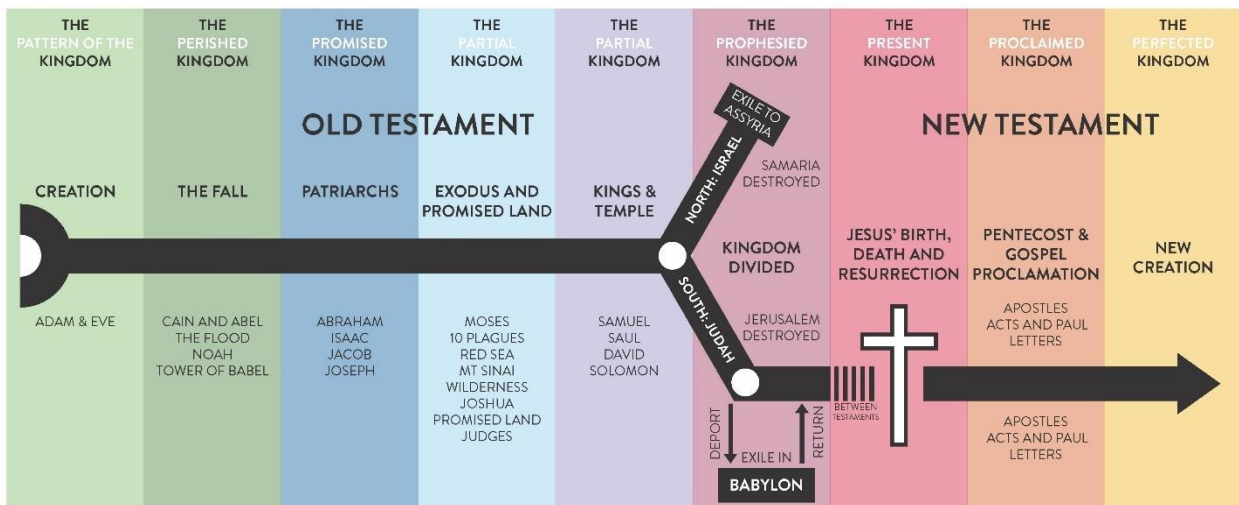 THE
PATTERN OF THE
KINGDOM
THE
PERISHED
KINGDOM
THE
PROMISED
KINGDOM
THE
PARTIAL
KINGDOM
THE
PARTIAL
KINGDOM
THE
PROPHESIED
KINGDOM
THE
PRESENT
KINGDOM
THE
PROCLAIMED
KINGDOM
THE
PERFECTED
KINGDOM
OLD TESTAMENT
NEW TESTAMENT
CREATION
ADAM & EVE
THE FALL
CAIN AND ABEL
THE FLOOD
NOAH
TOWER OF BABEL
PATRIARCHS
ABRAHAM
ISAAC
JACOB
JOSEPH
EXODUS AND
PROMISED LAND
MOSES
10 PLAGUES
RED SEA
MT SINAI
WILDERNESS
JOSHUA
PROMISED LAND
JUDGES
KINGS &
TEMPLE
SAMUEL
SAUL
DAVID
SOLOMON
EXILE TO
ASSYRIA
NORTH: ISRAEL
SAMARIA
DESTROYED
KINGDOM
DIVIDED
SOUTH: JUDAH
JERUSALEM
DESTROYED
DEPORT
EXILE IN
RETURN
BABYLON
BETWEEN
TESTAMENTS
JESUS' BIRTH,
DEATH AND
RESURRECTION
PENTECOST &
GOSPEL
PROCLAMATION
APOSTLES
ACTS AND PAUL
LETTERS
APOSTLES
ACTS AND PAUL
LETTERS
NEW
CREATION